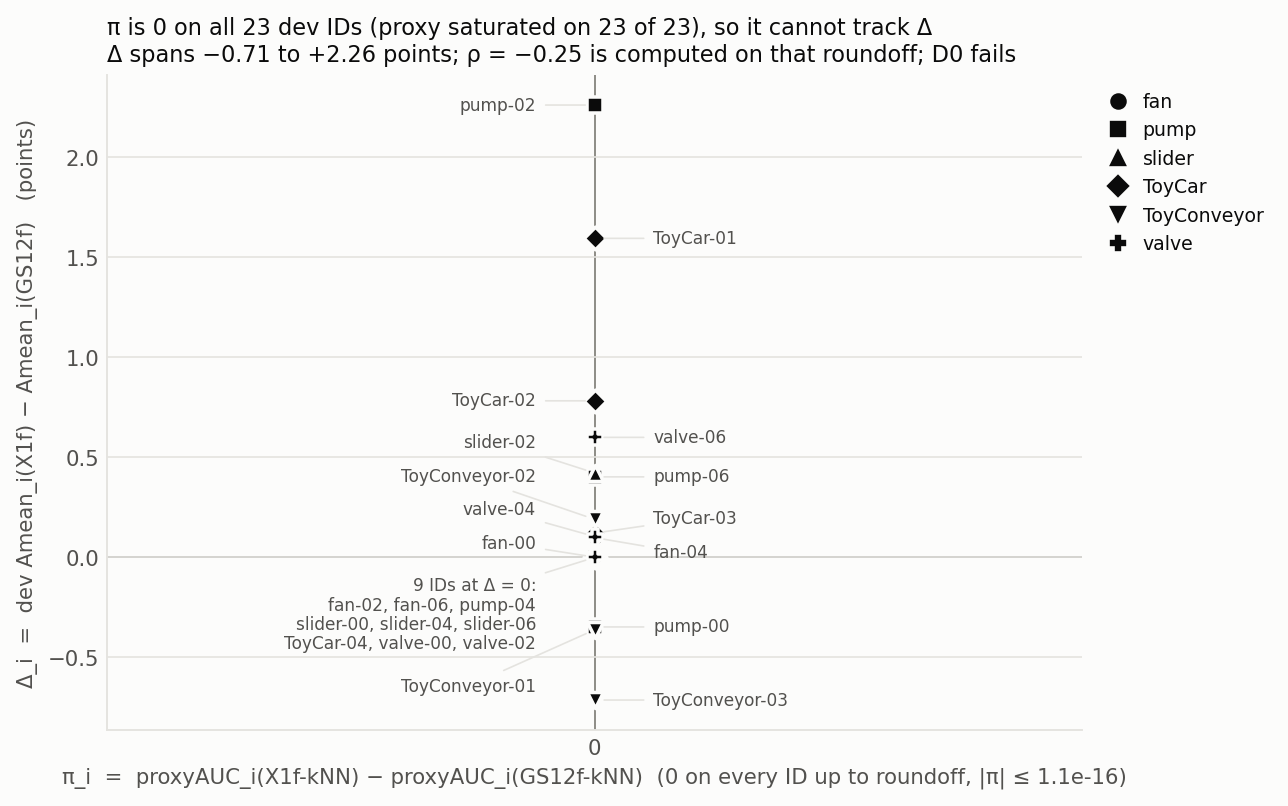 π is 0 on all 23 dev IDs (proxy saturated on 23 of 23), so it cannot track Δ
Δ spans −0.71 to +2.26 points; ρ = −0.25 is computed on that roundoff; D0 fails
Δ_i = dev Amean_i(X1f) − Amean_i(GS12f) (points)
2.0
1.5
1.0
0.5
0.0
−0.5
pump-02
ToyCar-01
ToyCar-02
valve-06
slider-02
pump-06
ToyConveyor-02
valve-04
ToyCar-03
fan-00
fan-04
9 IDs at Δ = 0:
fan-02, fan-06, pump-04
slider-00, slider-04, slider-06
ToyCar-04, valve-00, valve-02
pump-00
ToyConveyor-01
ToyConveyor-03
0
π_i = proxyAUC_i(X1f-kNN) − proxyAUC_i(GS12f-kNN) (0 on every ID up to roundoff, |π| ≤ 1.1e-16)
fan
pump
slider
ToyCar
ToyConveyor
valve